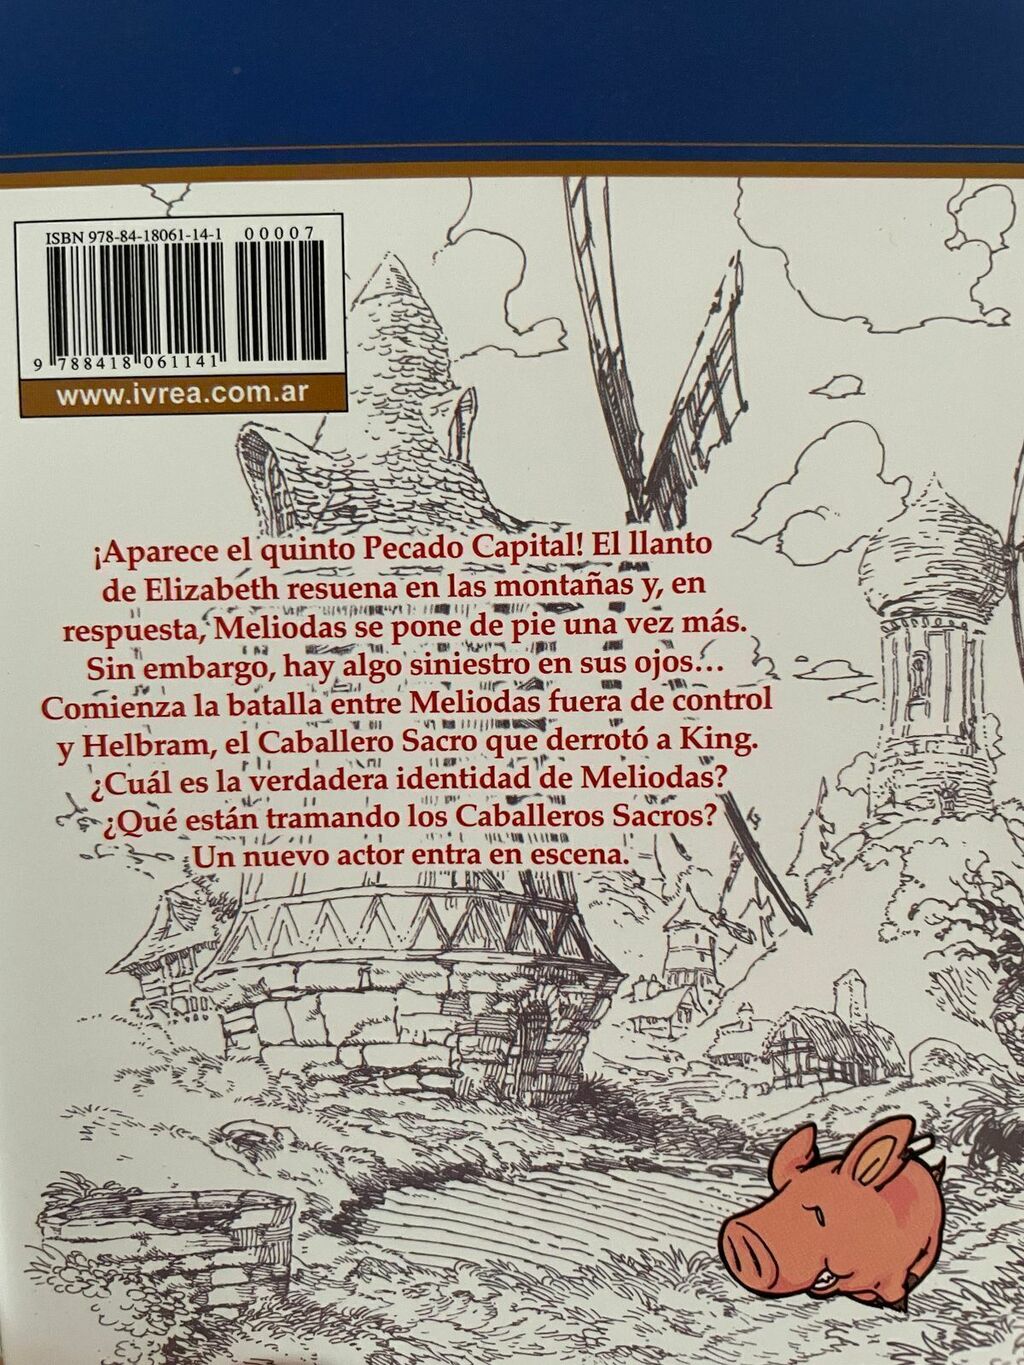 ISBN 978-84-18061-14-1 00007
9 788418 061141
www.ivrea.com.ar
¡Aparece el quinto Pecado Capital! El llanto
de Elizabeth resuena en las montañas y, en
respuesta, Meliodas se pone de pie una vez más.
Sin embargo, hay algo siniestro en sus ojos...
Comienza la batalla entre Meliodas fuera de control
y Helbram, el Caballero Sacro que derrotó a King.
¿Cuál es la verdadera identidad de Meliodas?
¿Qué están tramando los Caballeros Sacros?
Un nuevo actor entra en escena.